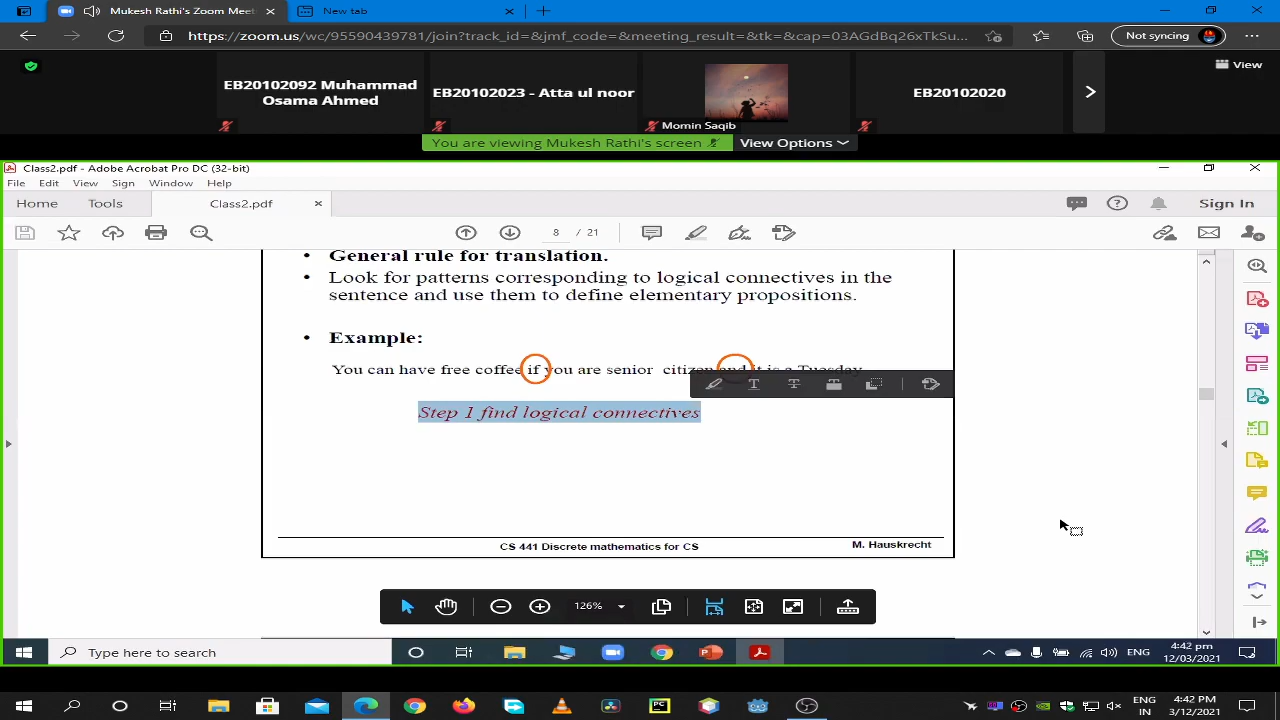 Mukesh Rathi's Zoom Meet
New tab
https://zoom.us/wc/95590439781/join?track_id=&jmf_code=&meeting_result=&tk=&cap=03AGdBq26xTkSu...
Not syncing
EB20102092 Muhammad
Osama Ahmed
EB20102023 - Atta ul noor
Momin Saqib
EB20102020
View
You are viewing Mukesh Rathi's screen
View Options
Class2.pdf - Adobe Acrobat Pro DC (32-bit)
File Edit View Sign Window Help
Home Tools Class2.pdf Sign In
8 / 21
• General rule for translation.
• Look for patterns corresponding to logical connectives in the
sentence and use them to define elementary propositions.
• Example:
You can have free coffee if you are senior citizen and it is a Tuesday
Step 1 find logical connectives
CS 441 Discrete mathematics for CS
M. Hauskrecht
126%
Type here to search
ENG
4:42 pm
12/03/2021
PC
ENG
IN
4:42 PM
3/12/2021